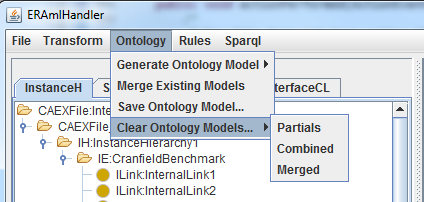 ERAmlHandler
File Transform Ontology Rules Sparql
Generate Ontology Model
Merge Existing Models
Save Ontology Model...
Clear Ontology Models...
Partials
Combined
Merged
InstanceH S terfaceCL
CAEXFile:
CAEXFILE
IH:InstanceHierarchy1
IE:CranfieldBenchmark
ILink:InternalLink1
ILink:InternalLink2